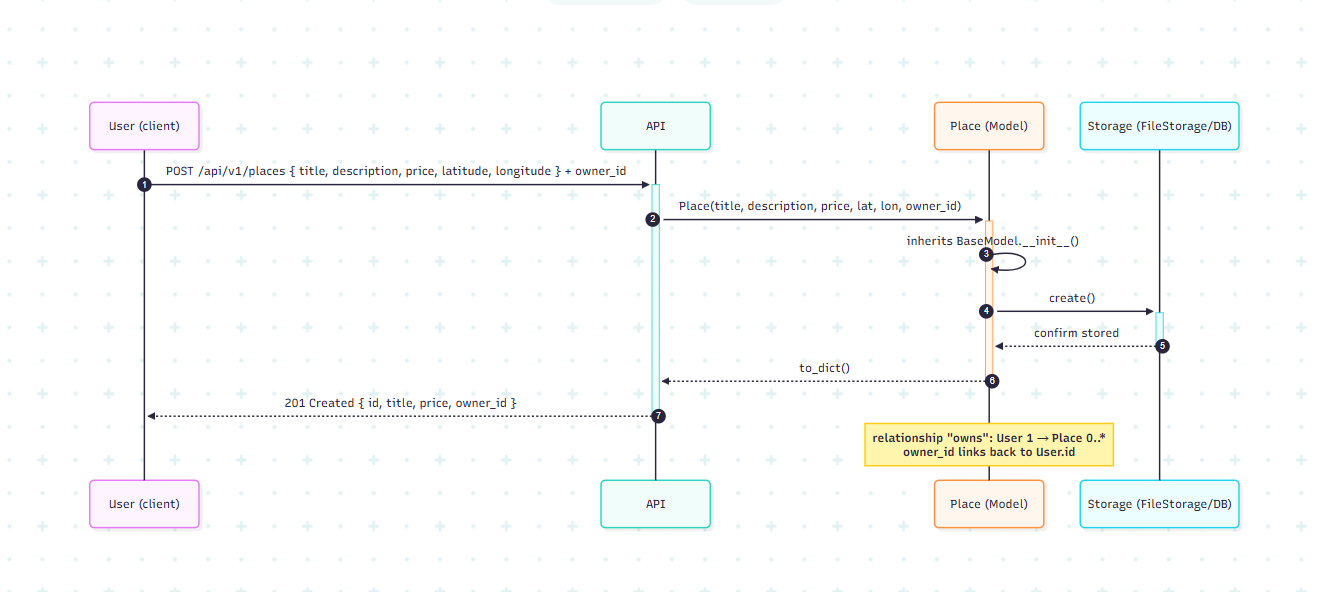 User (client)
API
Place (Model)
Storage (FileStorage/DB)
POST /api/v1/places { title, description, price, latitude, longitude } + owner_id
1
Place(title, description, price, lat, lon, owner_id)
2
inherits BaseModel.__init__()
3
create()
4
confirm stored
5
to_dict()
6
201 Created { id, title, price, owner_id }
7
relationship "owns": User 1 → Place 0..*
owner_id links back to User.id
User (client)
API
Place (Model)
Storage (FileStorage/DB)